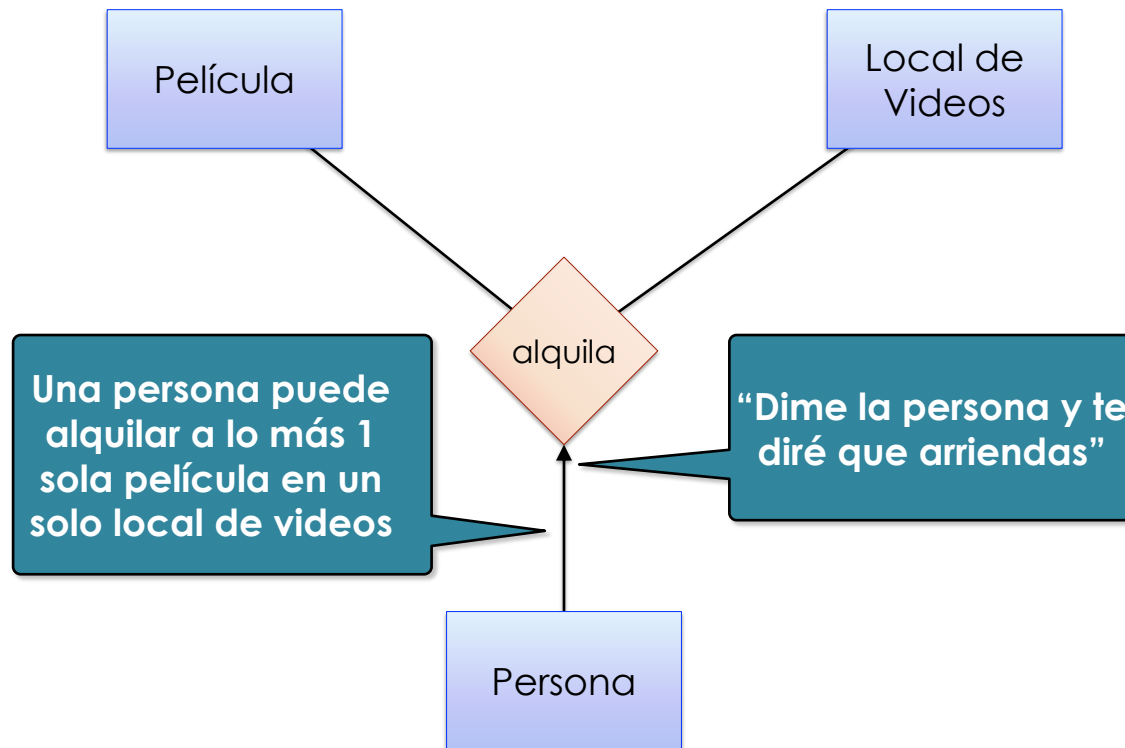 Película
Local de
Videos
alquila
Una persona puede
alquilar a lo más 1
sola película en un
solo local de videos
“Dime la persona y te
diré que arriendas”
Persona